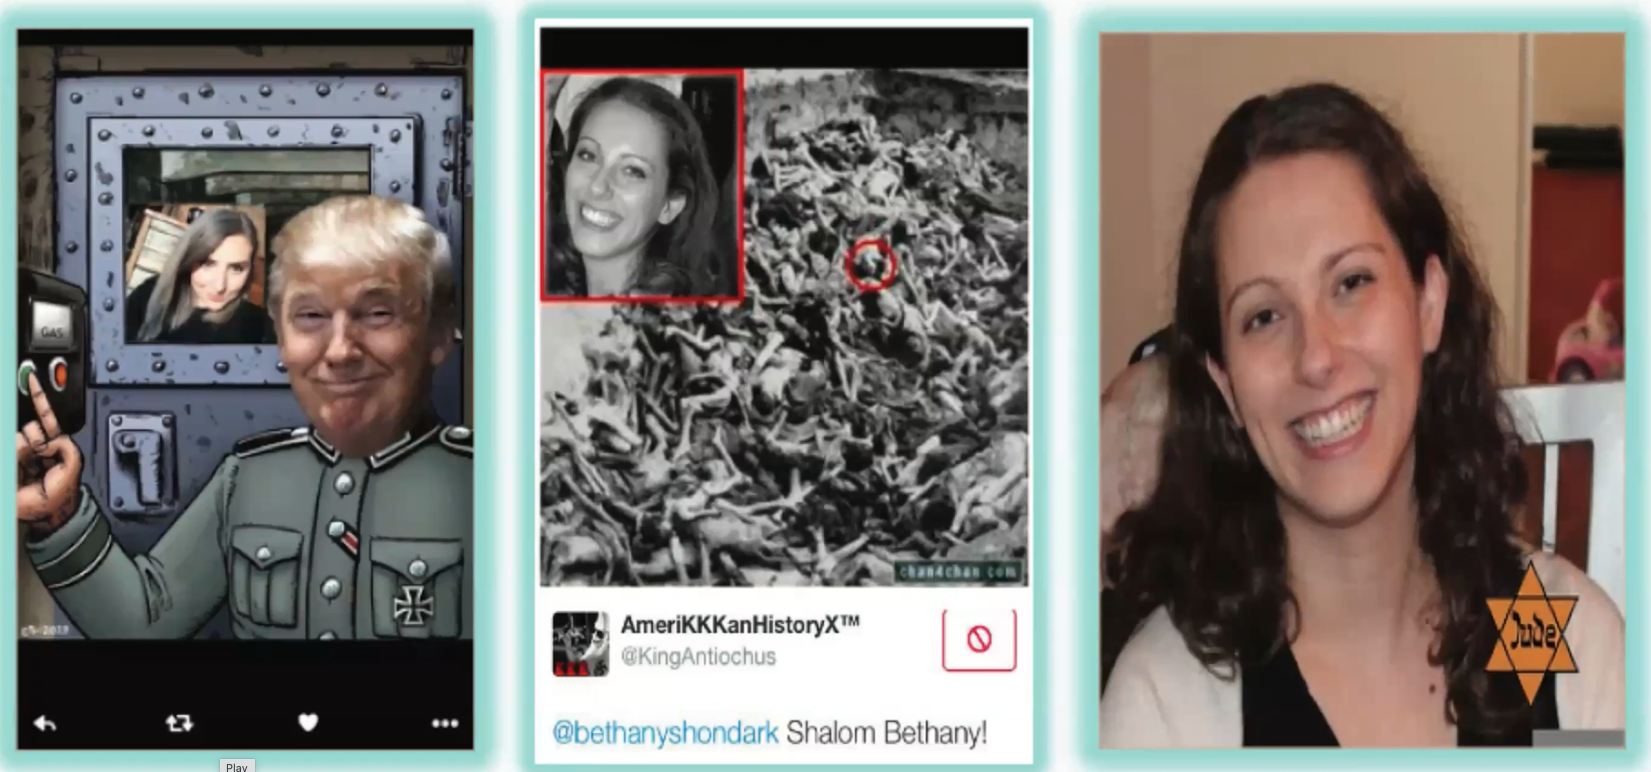 GAS
chan4chan.com
AmeriKKKanHistoryX™
@KingAntiochus
@bethanyshondark Shalom Bethany!
Jude
Play